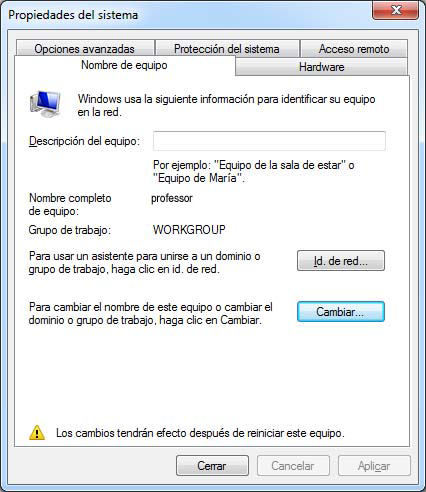 Propiedades del sistema
Opciones avanzadas
Protección del sistema
Acceso remoto
Nombre de equipo
Hardware
Windows usa la siguiente información para identificar su equipo
en la red.
Descripción del equipo:
Por ejemplo: "Equipo de la sala de estar" o
"Equipo de María".
Nombre completo
de equipo:
professor
Grupo de trabajo:
WORKGROUP
Para usar un asistente para unirse a un dominio o
grupo de trabajo, haga clic en id. de red.
Id. de red...
Para cambiar el nombre de este equipo o cambiar el
dominio o grupo de trabajo, haga clic en Cambiar.
Cambiar...
Los cambios tendrán efecto después de reiniciar este equipo.
Cerrar
Cancelar
Aplicar